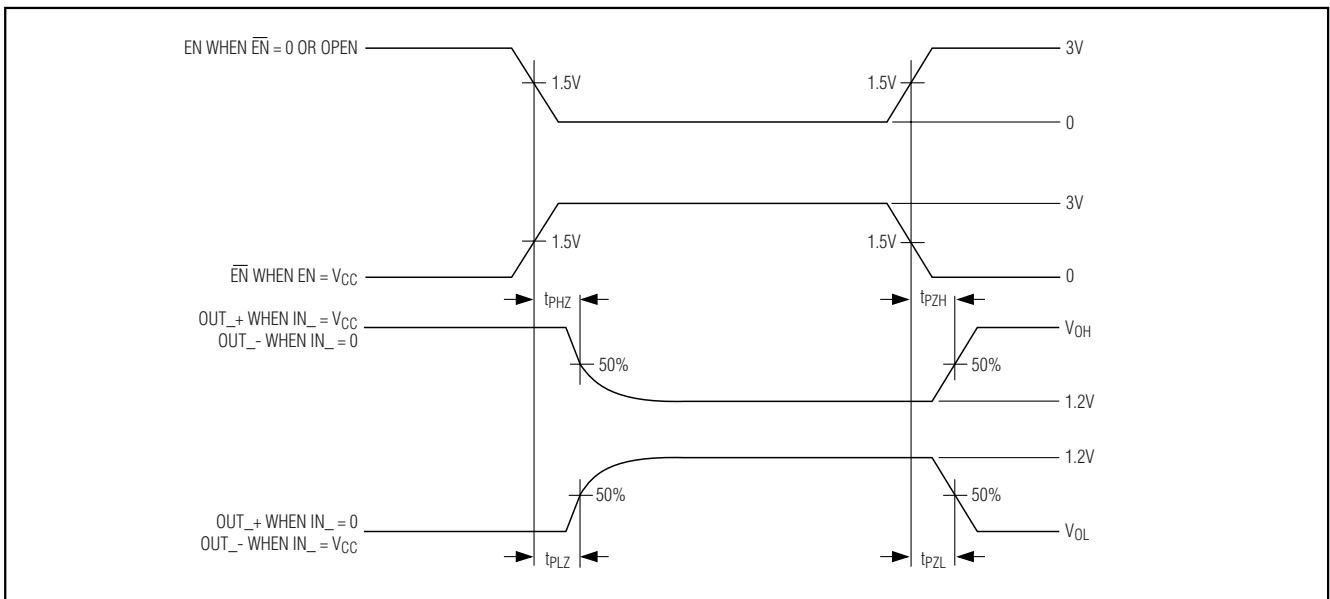 EN WHEN E̅N̅ = 0 OR OPEN
3V
1.5V
1.5V
0
3V
1.5V
1.5V
E̅N̅ WHEN EN = VCC
0
tPHZ
tPZH
OUT_+ WHEN IN_ = VCC
OUT_- WHEN IN_ = 0
VOH
50%
50%
1.2V
1.2V
50%
50%
OUT_+ WHEN IN_ = 0
OUT_- WHEN IN_ = VCC
VOL
tPLZ
tPZL